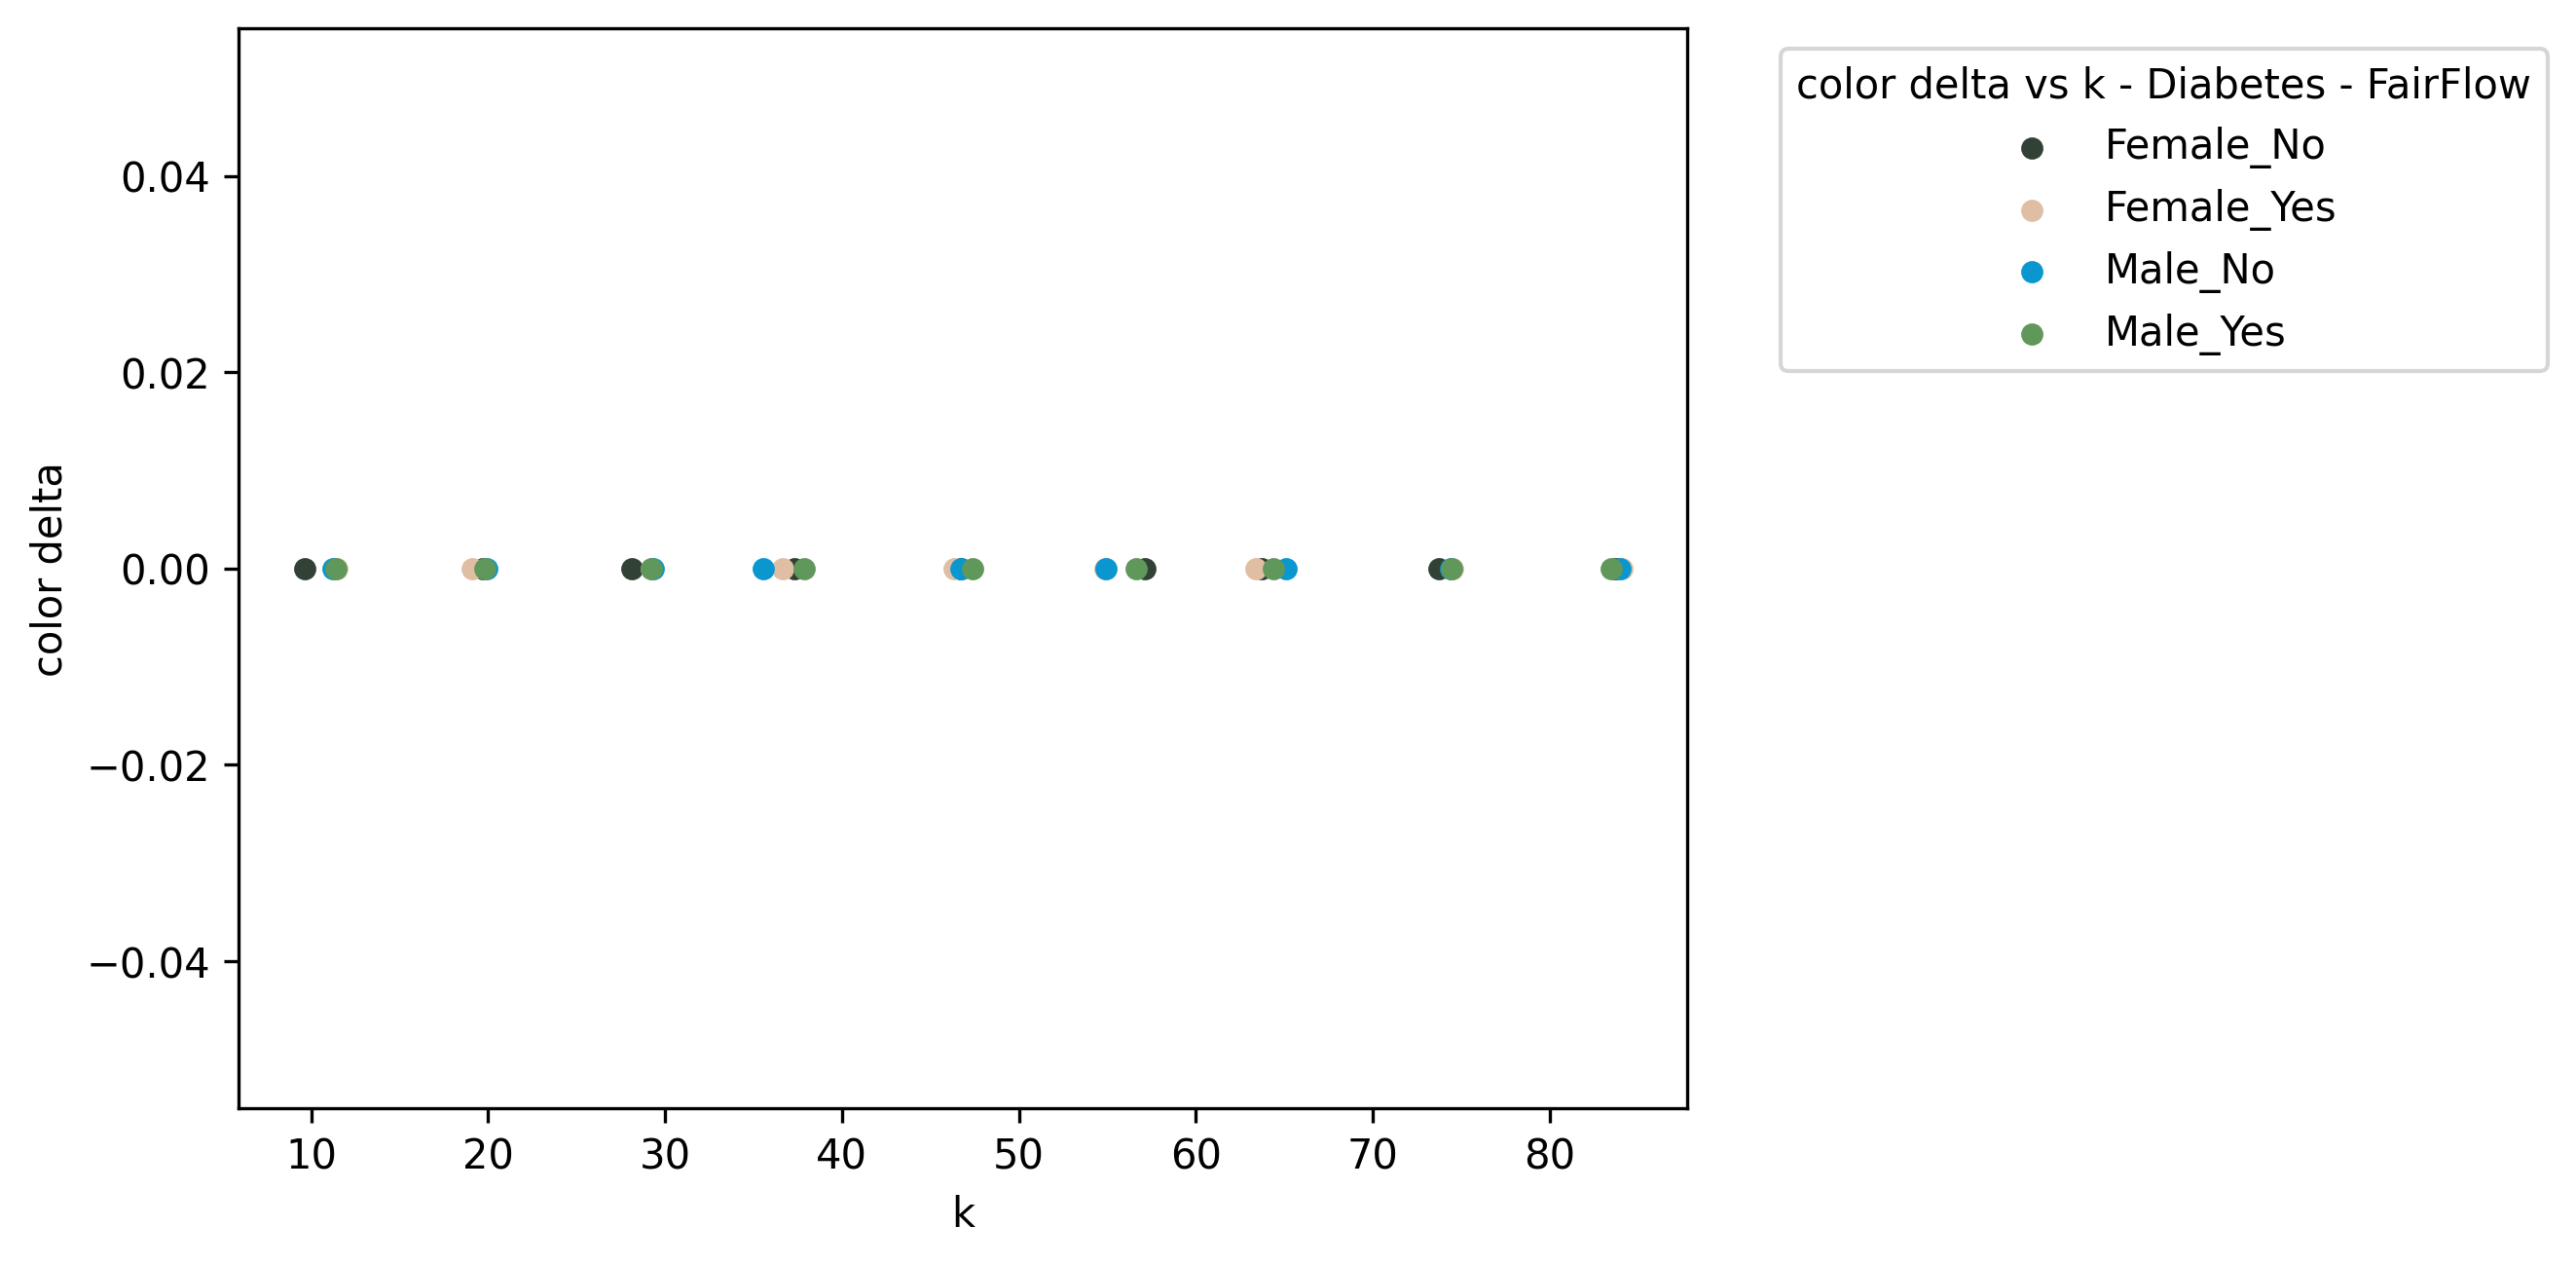 color delta vs k - Diabetes - FairFlow
Female_No
Female_Yes
Male_No
Male_Yes
color delta
0.04
0.02
0.00
−0.02
−0.04
10 20 30 40 50 60 70 80
k